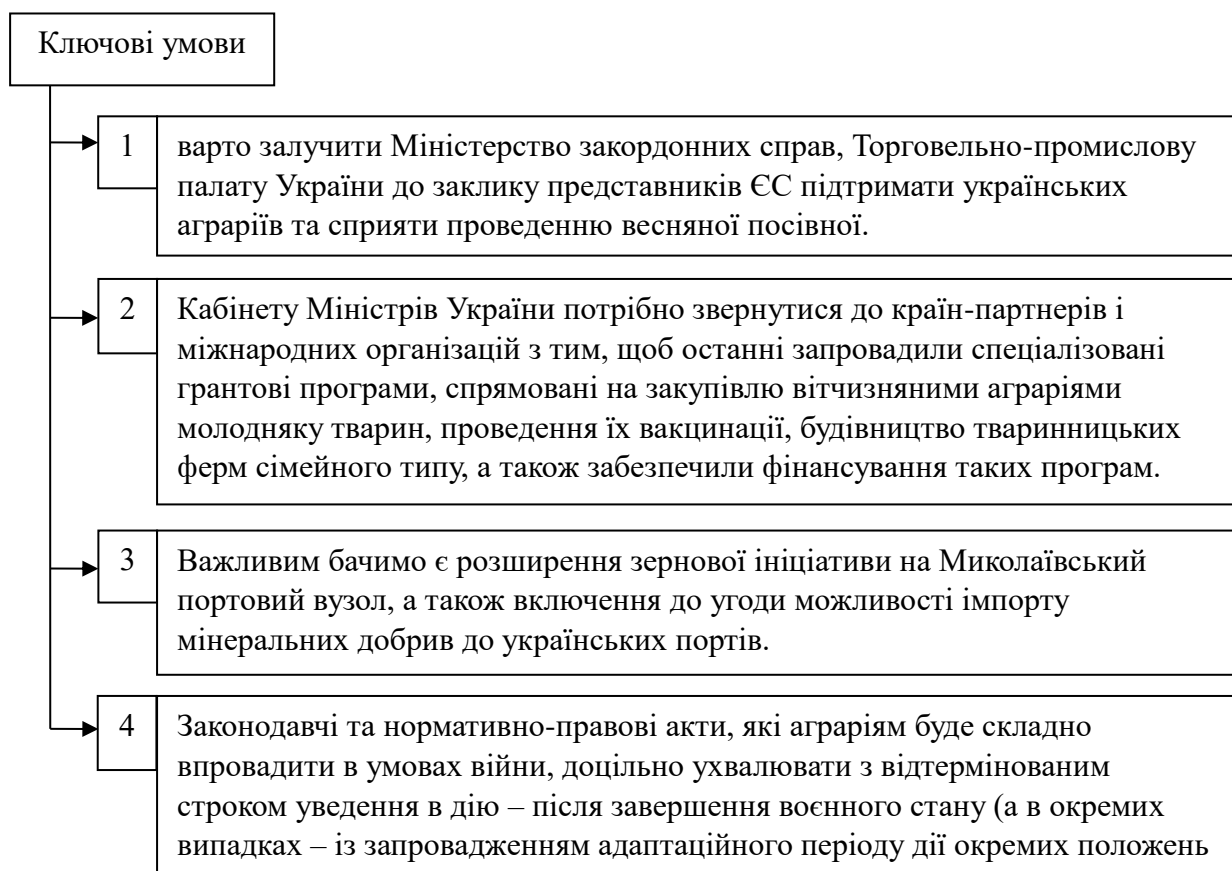 Ключові умови
1
варто залучити Міністерство закордонних справ, Торговельно-промислову
палату України до заклику представників ЄС підтримати українських
аграріїв та сприяти проведенню весняної посівної.
2
Кабінету Міністрів України потрібно звернутися до країн-партнерів і
міжнародних організацій з тим, щоб останні запровадили спеціалізовані
грантові програми, спрямовані на закупівлю вітчизняними аграріями
молодняку тварин, проведення їх вакцинації, будівництво тваринницьких
ферм сімейного типу, а також забезпечили фінансування таких програм.
3
Важливим бачимо є розширення зернової ініціативи на Миколаївський
портовий вузол, а також включення до угоди можливості імпорту
мінеральних добрив до українських портів.
4
Законодавчі та нормативно-правові акти, які аграріям буде складно
впровадити в умовах війни, доцільно ухвалювати з відтермінованим
строком уведення в дію – після завершення воєнного стану (а в окремих
випадках – із запровадженням адаптаційного періоду дії окремих положень